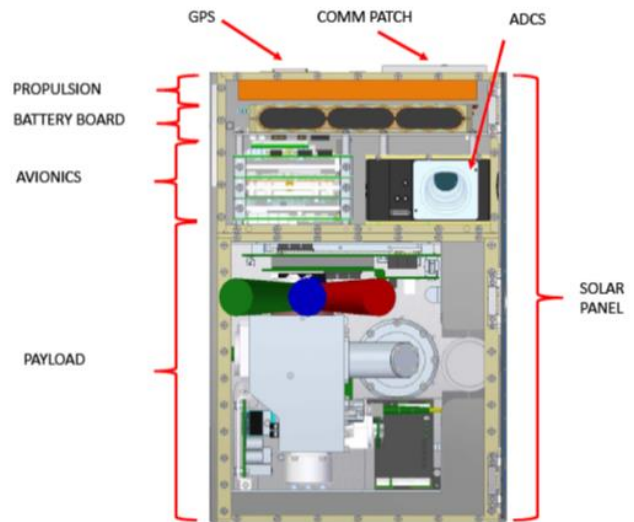 GPS
COMM PATCH
ADCS
PROPULSION
BATTERY BOARD
AVIONICS
SOLAR
PANEL
PAYLOAD